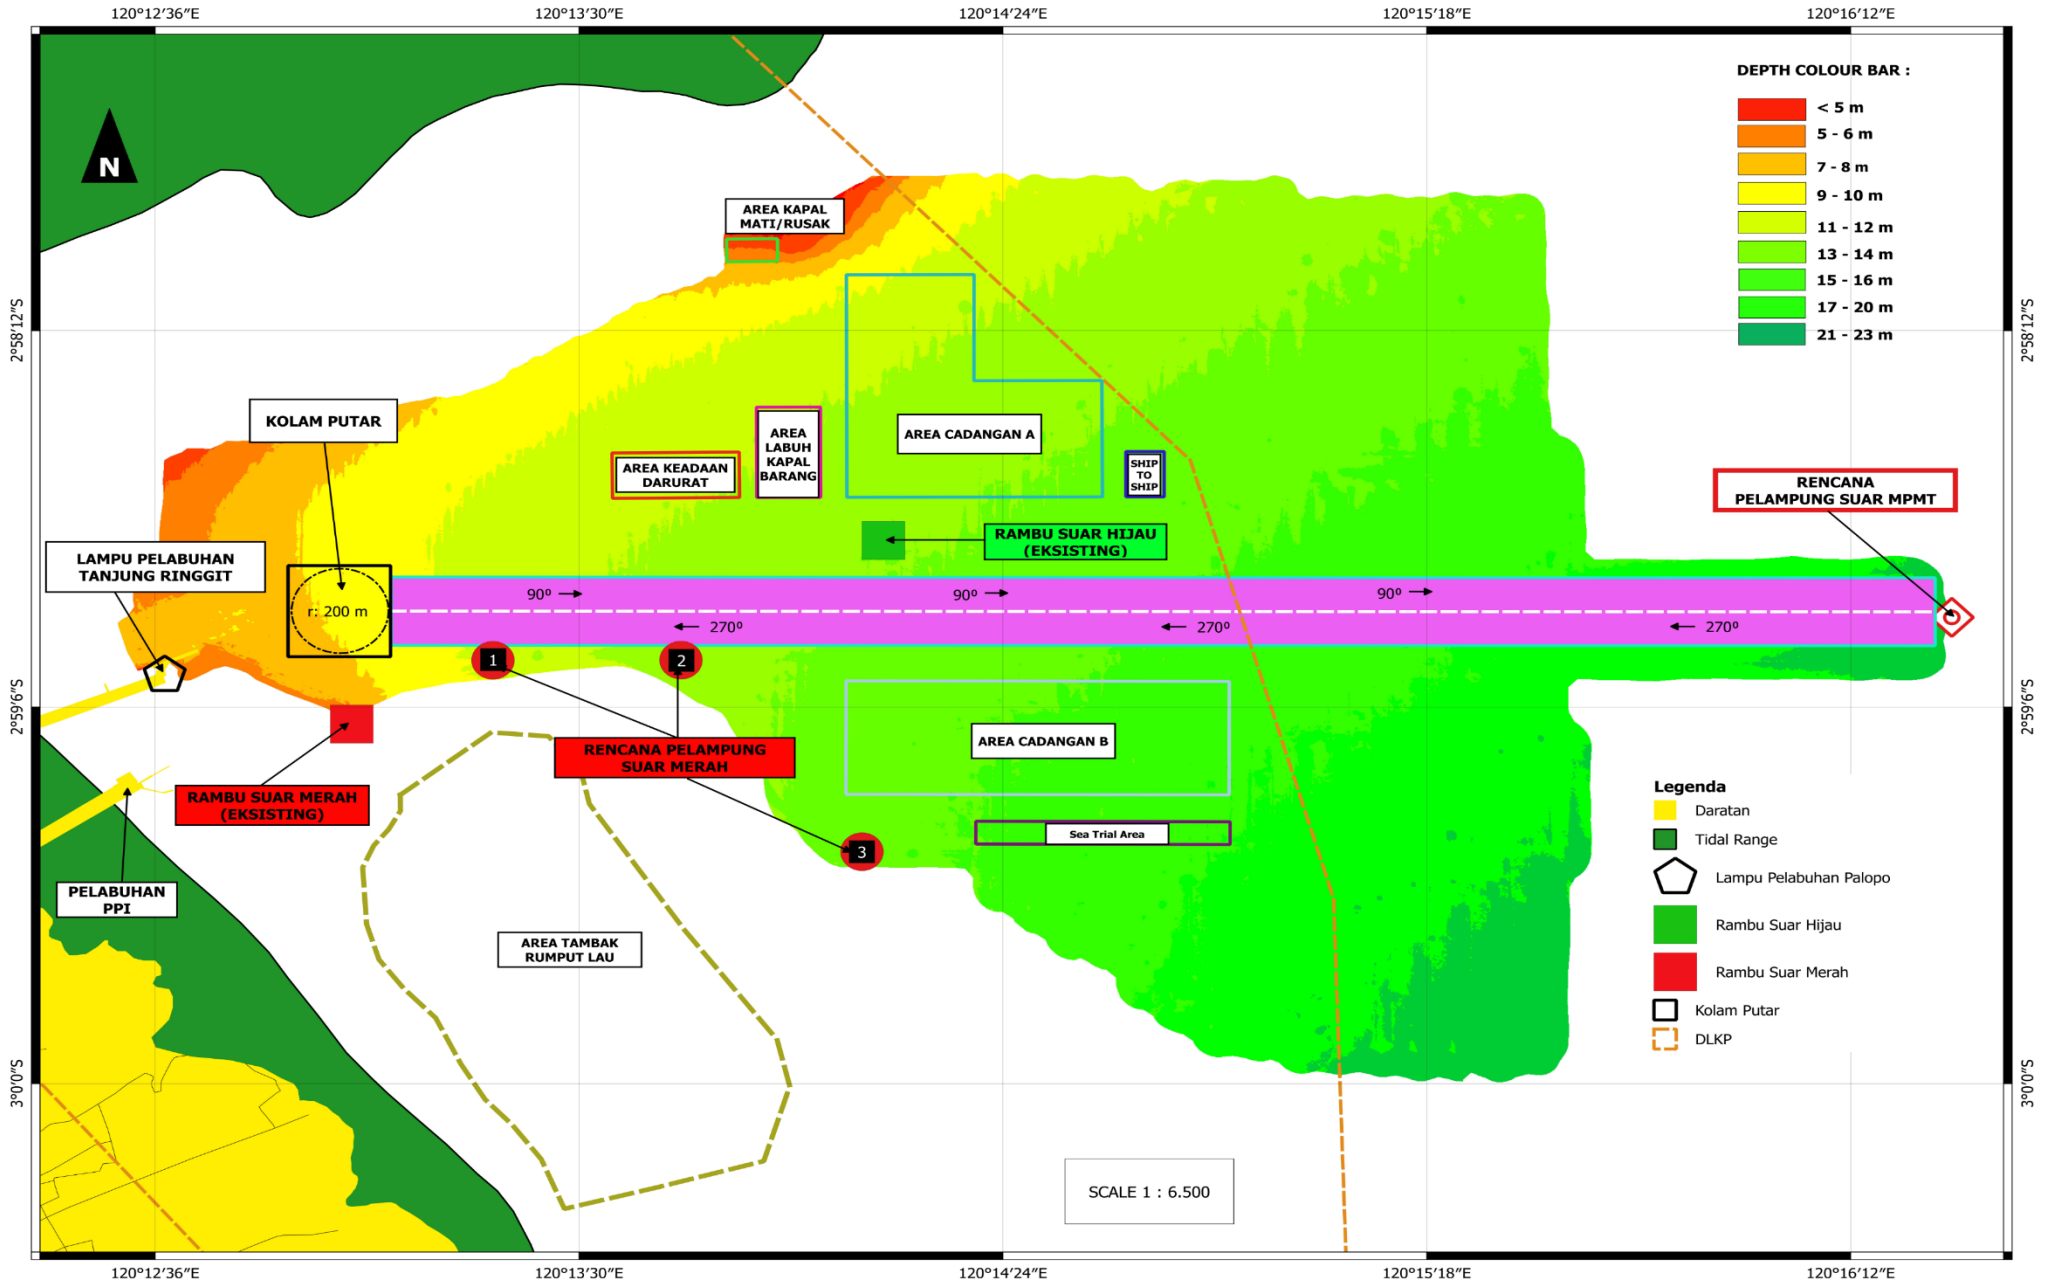 120°12′36″E
120°13′30″E
120°14′24″E
120°15′18″E
120°16′12″E
DEPTH COLOUR BAR :
< 5 m
5 - 6 m
7 - 8 m
9 - 10 m
11 - 12 m
13 - 14 m
15 - 16 m
17 - 20 m
21 - 23 m
N
AREA KAPAL
MATI/RUSAK
2°58′12″S
2°58′12″S
KOLAM PUTAR
AREA CADANGAN A
AREA
LABUH
KAPAL
BARANG
AREA KEADAAN
DARURAT
SHIP
TO
SHIP
RENCANA
PELAMPUNG SUAR MPMT
RAMBU SUAR HIJAU
(EKSISTING)
LAMPU PELABUHAN
TANJUNG RINGGIT
r: 200 m
90º
90º
90º
270º
270º
270º
1
2
2°59′6″S
2°59′6″S
RENCANA PELAMPUNG
SUAR MERAH
AREA CADANGAN B
RAMBU SUAR MERAH
(EKSISTING)
Sea Trial Area
3
PELABUHAN
PPI
AREA TAMBAK
RUMPUT LAU
Legenda
Daratan
Tidal Range
Lampu Pelabuhan Palopo
Rambu Suar Hijau
Rambu Suar Merah
Kolam Putar
DLKP
3°0′0″S
3°0′0″S
SCALE 1 : 6.500
120°12′36″E
120°13′30″E
120°14′24″E
120°15′18″E
120°16′12″E